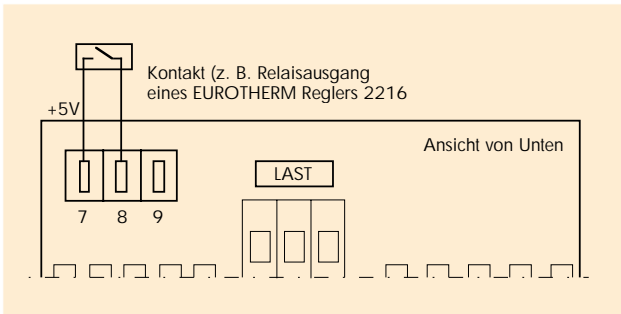 Kontakt (z. B. Relaisausgang
eines EUROTHERM Reglers 2216
+5V
Ansicht von Unten
LAST
7 8 9